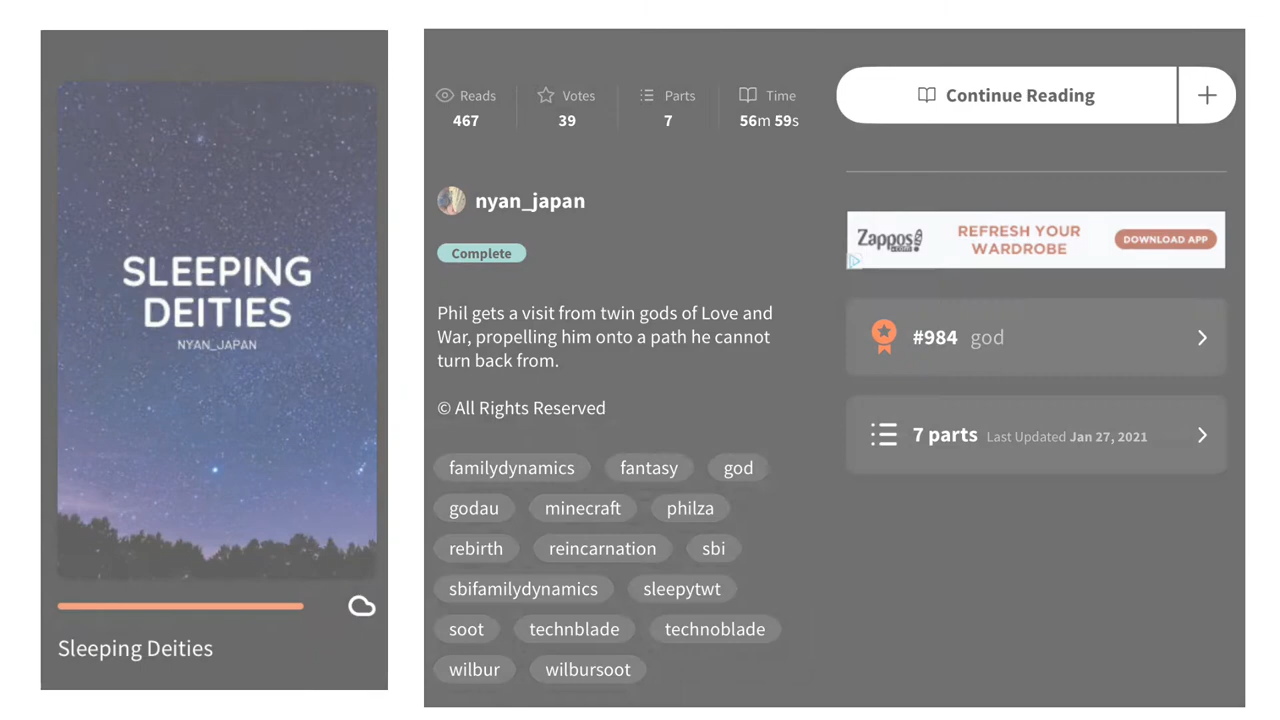 SLEEPING
DEITIES
NYAN_JAPAN
Sleeping Deities
Reads Votes Parts Time
467 39 7 56m 59s
nyan_japan
Complete
Phil gets a visit from twin gods of Love and
War, propelling him onto a path he cannot
turn back from.
© All Rights Reserved
familydynamics fantasy god
godau minecraft philza
rebirth reincarnation sbi
sbifamilydynamics sleepytwt
soot technblade technoblade
wilbur wilbursoot
Continue Reading +
Zappos.com REFRESH YOUR
WARDROBE DOWNLOAD APP
#984 god
7 parts Last Updated Jan 27, 2021